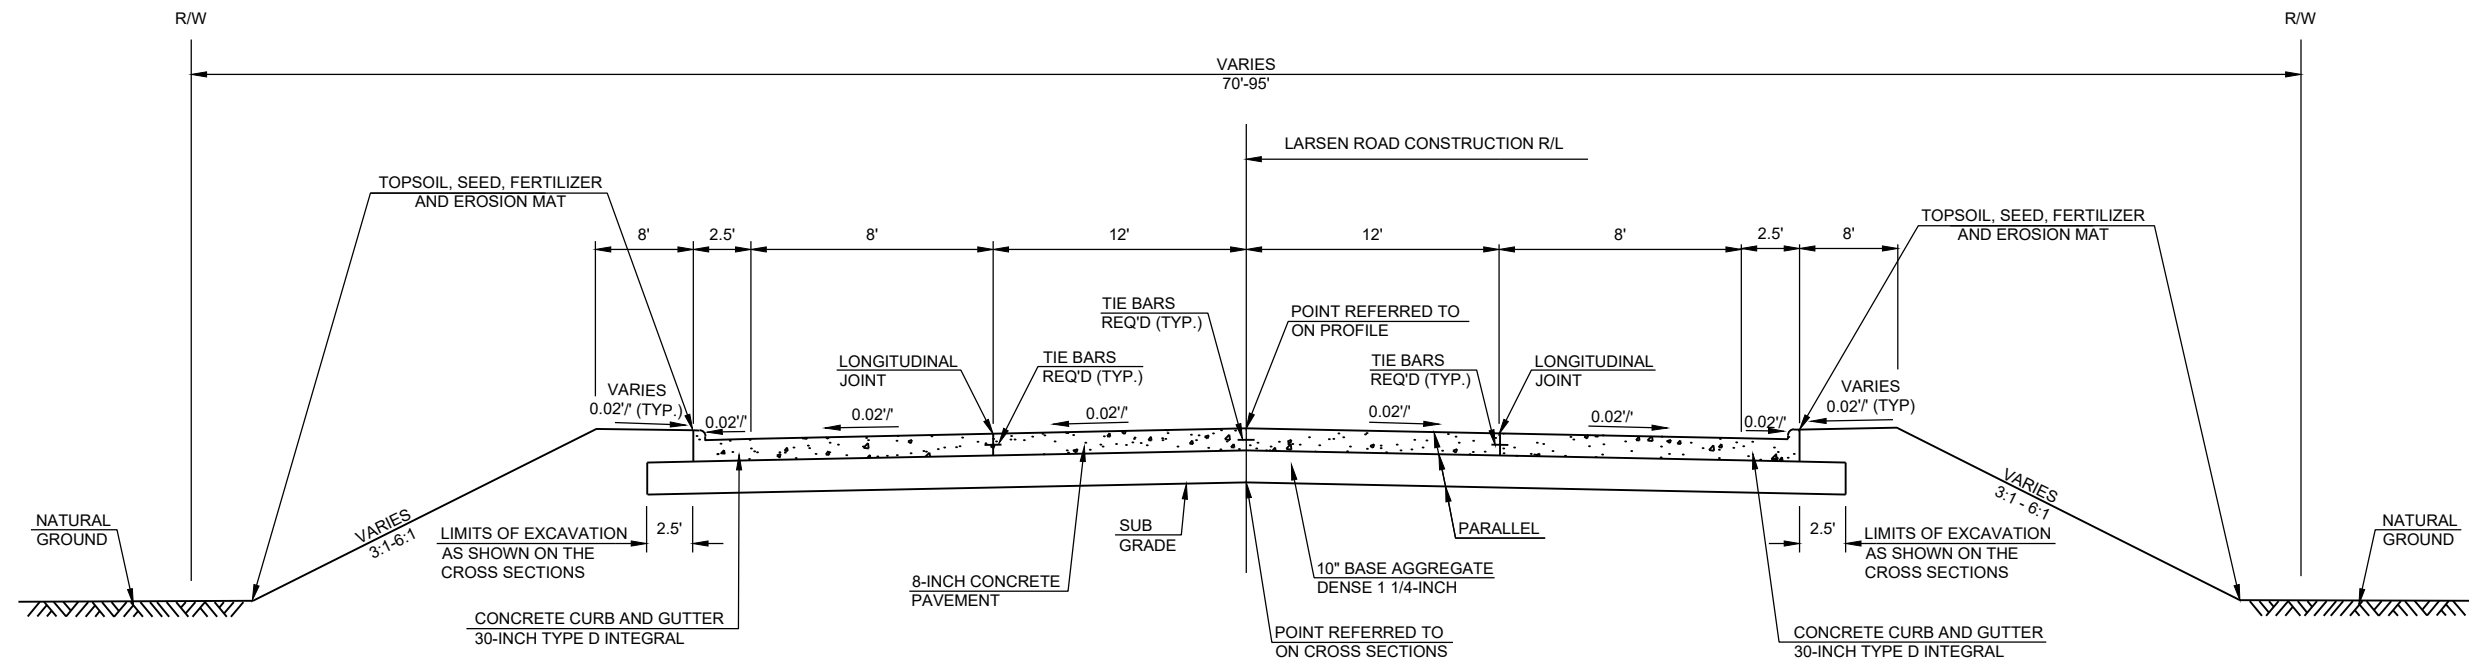 R/W
R/W
VARIES
70'-95'
LARSEN ROAD CONSTRUCTION R/L
TOPSOIL, SEED, FERTILIZER
AND EROSION MAT
TOPSOIL, SEED, FERTILIZER
AND EROSION MAT
8'
2.5'
8'
12'
12'
8'
2.5'
8'
TIE BARS
REQ'D (TYP.)
POINT REFERRED TO
ON PROFILE
LONGITUDINAL
JOINT
TIE BARS
REQ'D (TYP.)
TIE BARS
REQ'D (TYP.)
LONGITUDINAL
JOINT
VARIES
0.02'/' (TYP.)
0.02'/'
0.02'/'
0.02'/'
0.02'/'
0.02'/'
0.02'/'
VARIES
0.02'/' (TYP)
VARIES
3:1-6:1
VARIES
3:1 - 6:1
NATURAL
GROUND
LIMITS OF EXCAVATION
AS SHOWN ON THE
CROSS SECTIONS
2.5'
SUB
GRADE
PARALLEL
2.5'
LIMITS OF EXCAVATION
AS SHOWN ON THE
CROSS SECTIONS
NATURAL
GROUND
8-INCH CONCRETE
PAVEMENT
10" BASE AGGREGATE
DENSE 1 1/4-INCH
CONCRETE CURB AND GUTTER
30-INCH TYPE D INTEGRAL
POINT REFERRED TO
ON CROSS SECTIONS
CONCRETE CURB AND GUTTER
30-INCH TYPE D INTEGRAL